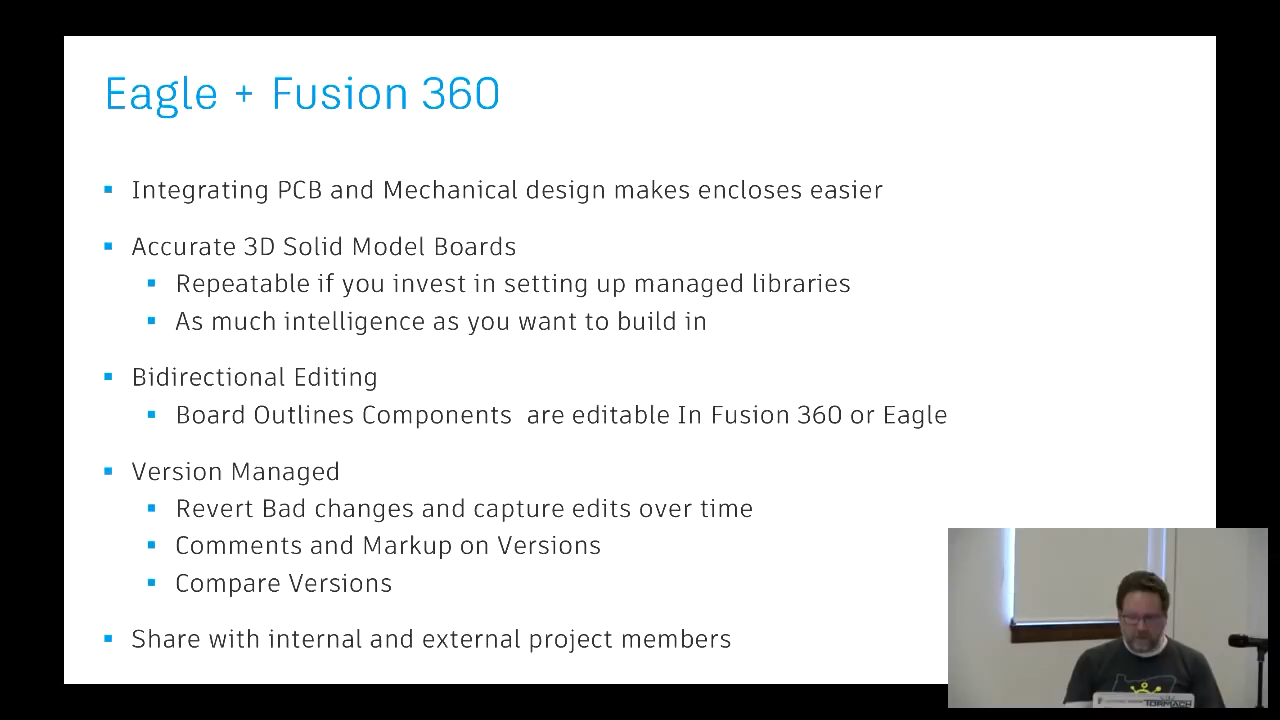 Eagle + Fusion 360
Integrating PCB and Mechanical design makes encloses easier
Accurate 3D Solid Model Boards
Repeatable if you invest in setting up managed libraries
As much intelligence as you want to build in
Bidirectional Editing
Board Outlines Components  are editable In Fusion 360 or Eagle
Version Managed
Revert Bad changes and capture edits over time
Comments and Markup on Versions
Compare Versions
Share with internal and external project members
TORMACH